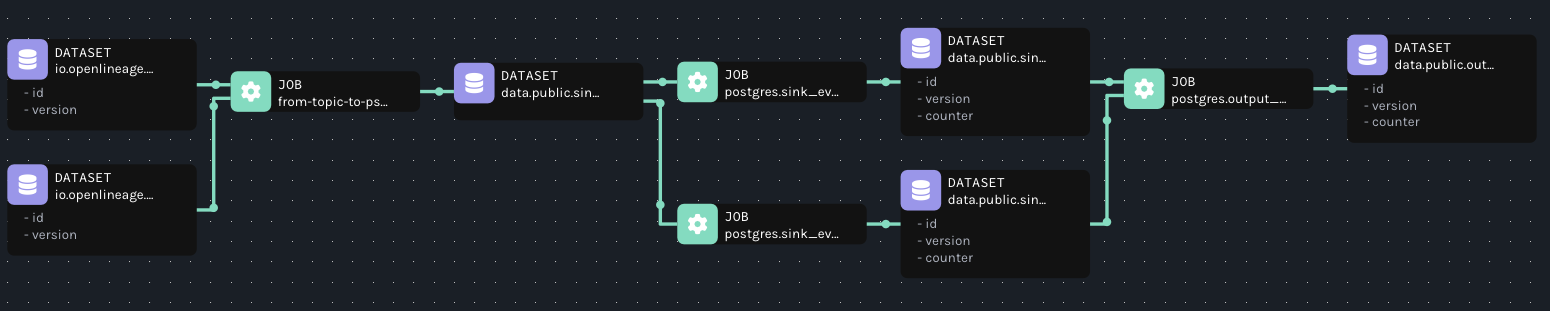 DATASET
io.openlineage....
- id
- version
DATASET
io.openlineage....
- id
- version
JOB
from-topic-to-ps...
DATASET
data.public.sin...
JOB
postgres.sink_ev...
JOB
postgres.sink_ev...
DATASET
data.public.sin...
- id
- version
- counter
DATASET
data.public.sin...
- id
- version
- counter
JOB
postgres.output_...
DATASET
data.public.out...
- id
- version
- counter